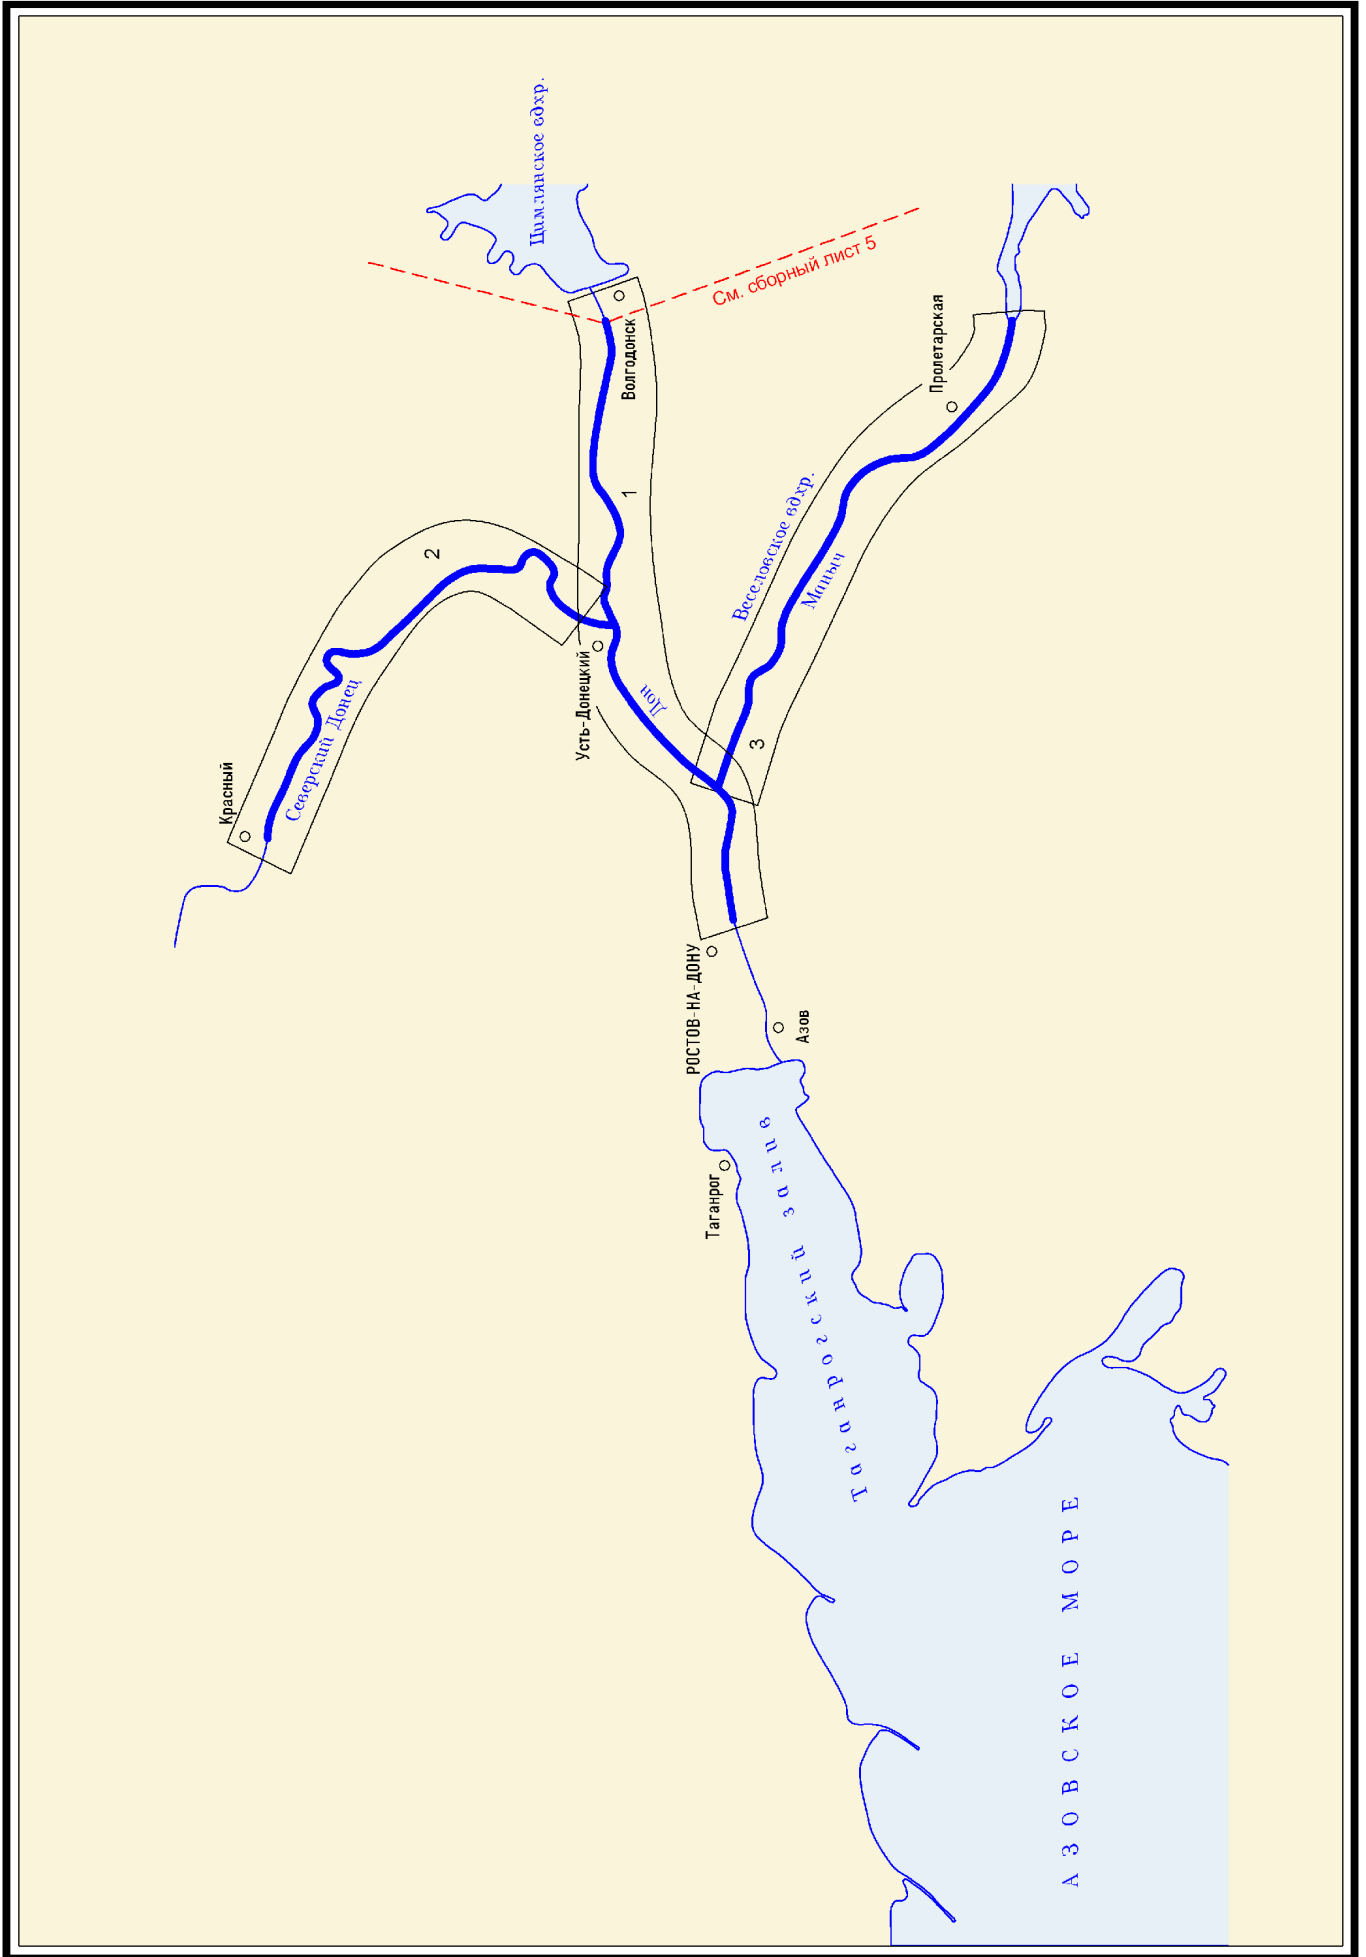 Цимлянское вдхр.
См. сборный лист 5
Волгодонск
Пролетарская
1
2
Веселовское вдхр.
Маныч
Усть-Донецкий
Дон
3
Северский Донец
Красный
РОСТОВ-НА-ДОНУ
Азов
Таганрог
Таганрогский залив
АЗОВСКОЕ МОРЕ